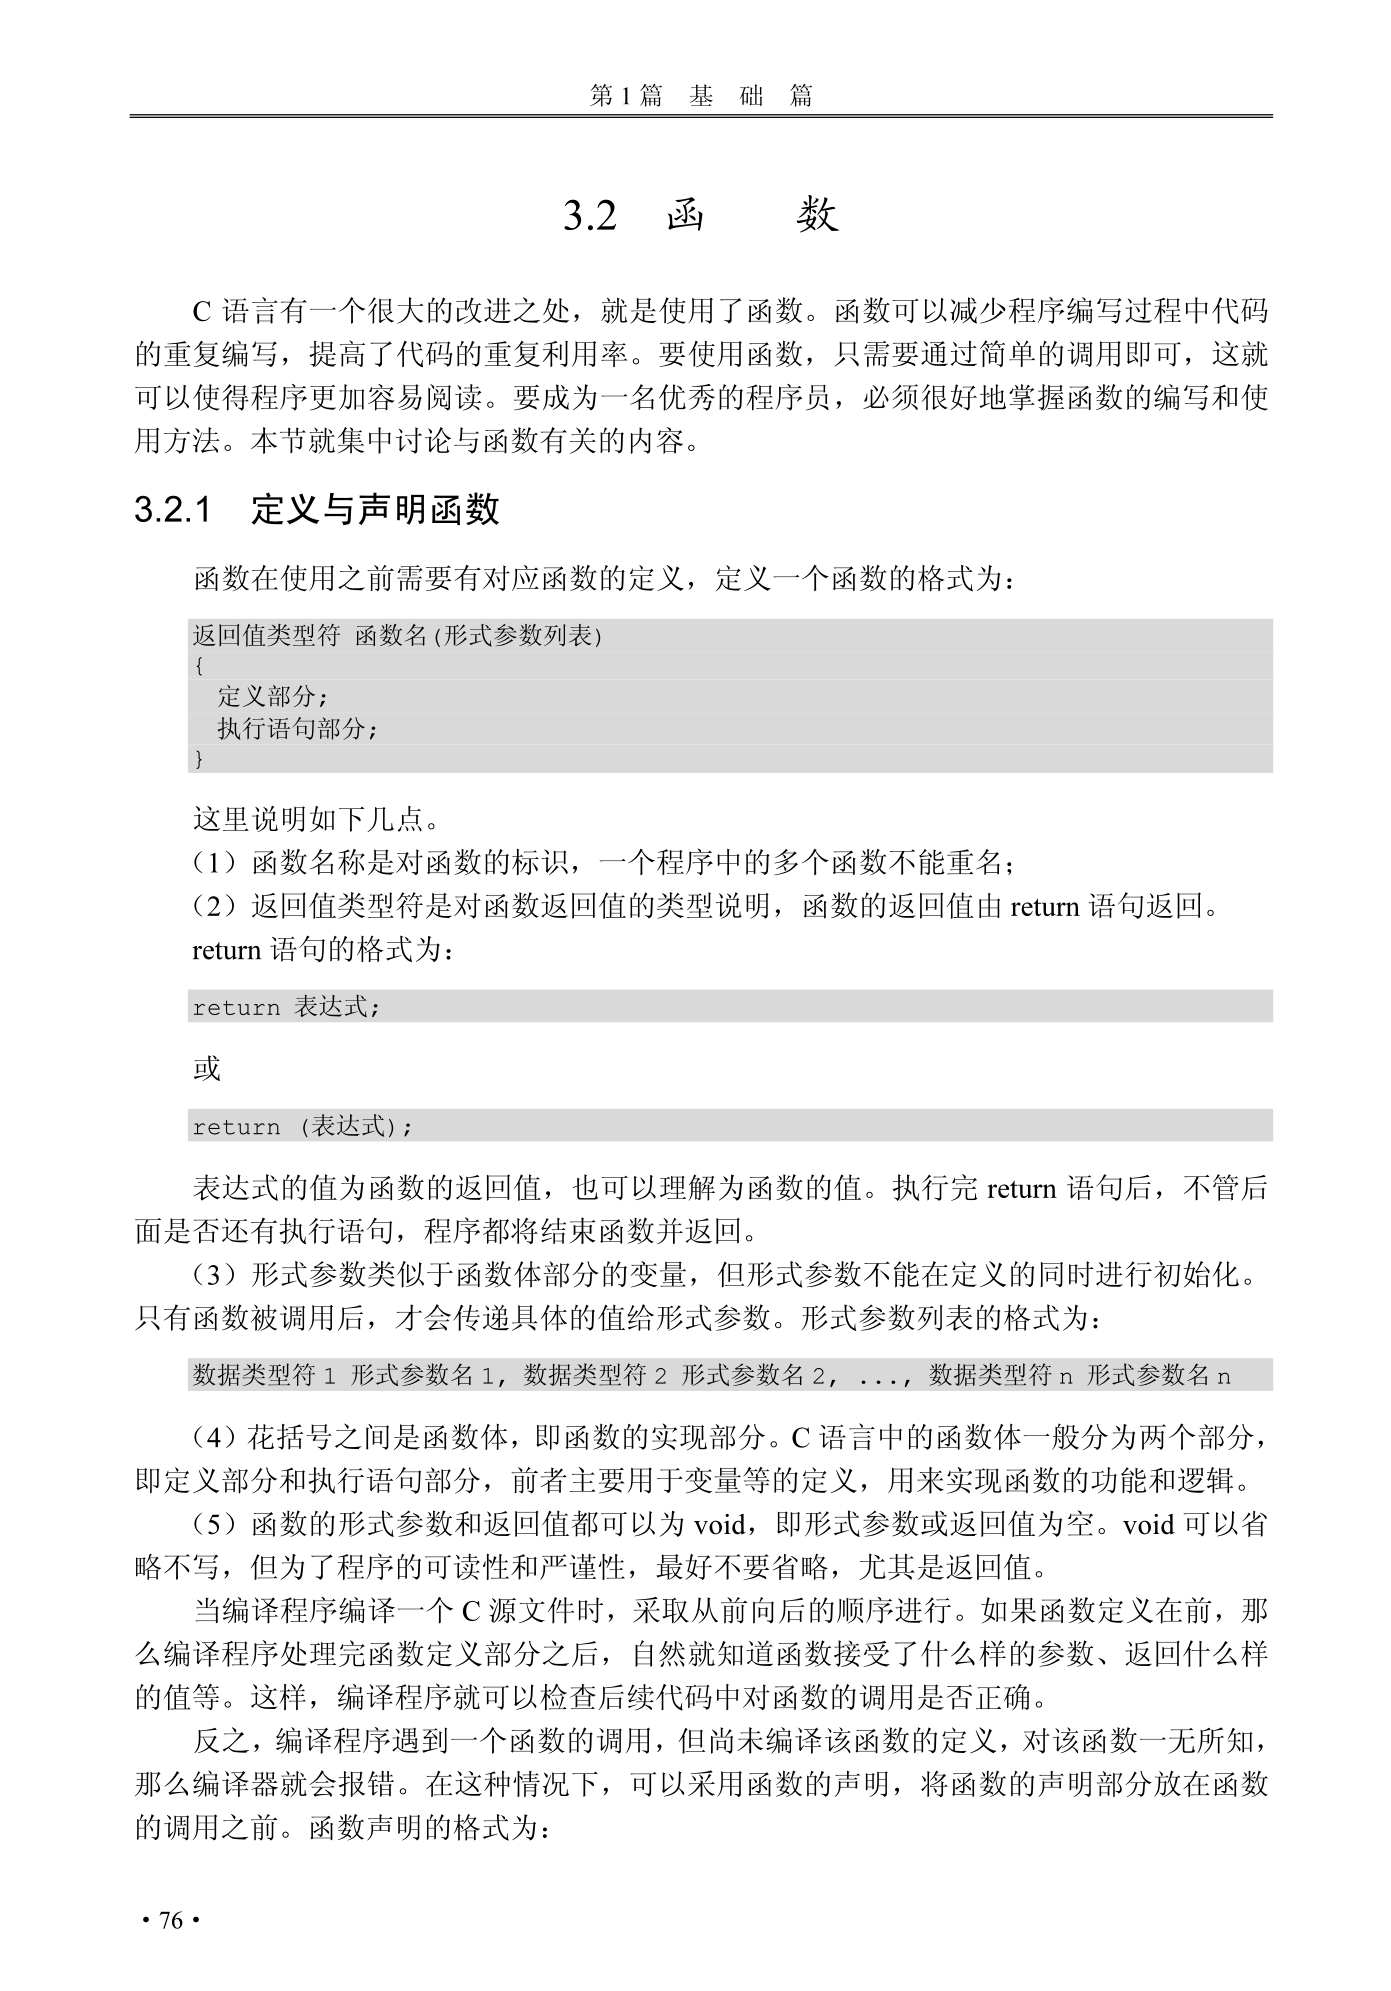 第 1 篇 基 础 篇
3.2 函 数
C 语言有一个很大的改进之处，就是使用了函数。函数可以减少程序编写过程中代码
的重复编写，提高了代码的重复利用率。要使用函数，只需要通过简单的调用即可，这就
可以使得程序更加容易阅读。要成为一名优秀的程序员，必须很好地掌握函数的编写和使
用方法。本节就集中讨论与函数有关的内容。
3.2.1 定义与声明函数
函数在使用之前需要有对应函数的定义，定义一个函数的格式为：
返回值类型符 函数名(形式参数列表)
{
定义部分;
执行语句部分;
}
这里说明如下几点。
（1）函数名称是对函数的标识，一个程序中的多个函数不能重名；
（2）返回值类型符是对函数返回值的类型说明，函数的返回值由 return 语句返回。
return 语句的格式为：
return 表达式;
或
return (表达式);
表达式的值为函数的返回值，也可以理解为函数的值。执行完 return 语句后，不管后
面是否还有执行语句，程序都将结束函数并返回。
（3）形式参数类似于函数体部分的变量，但形式参数不能在定义的同时进行初始化。
只有函数被调用后，才会传递具体的值给形式参数。形式参数列表的格式为：
数据类型符 1 形式参数名 1, 数据类型符 2 形式参数名 2, ..., 数据类型符 n 形式参数名 n
（4）花括号之间是函数体，即函数的实现部分。C 语言中的函数体一般分为两个部分，
即定义部分和执行语句部分，前者主要用于变量等的定义，用来实现函数的功能和逻辑。
（5）函数的形式参数和返回值都可以为 void，即形式参数或返回值为空。void 可以省
略不写，但为了程序的可读性和严谨性，最好不要省略，尤其是返回值。
当编译程序编译一个 C 源文件时，采取从前向后的顺序进行。如果函数定义在前，那
么编译程序处理完函数定义部分之后，自然就知道函数接受了什么样的参数、返回什么样
的值等。这样，编译程序就可以检查后续代码中对函数的调用是否正确。
反之，编译程序遇到一个函数的调用，但尚未编译该函数的定义，对该函数一无所知，
那么编译器就会报错。在这种情况下，可以采用函数的声明，将函数的声明部分放在函数
的调用之前。函数声明的格式为：
·76·